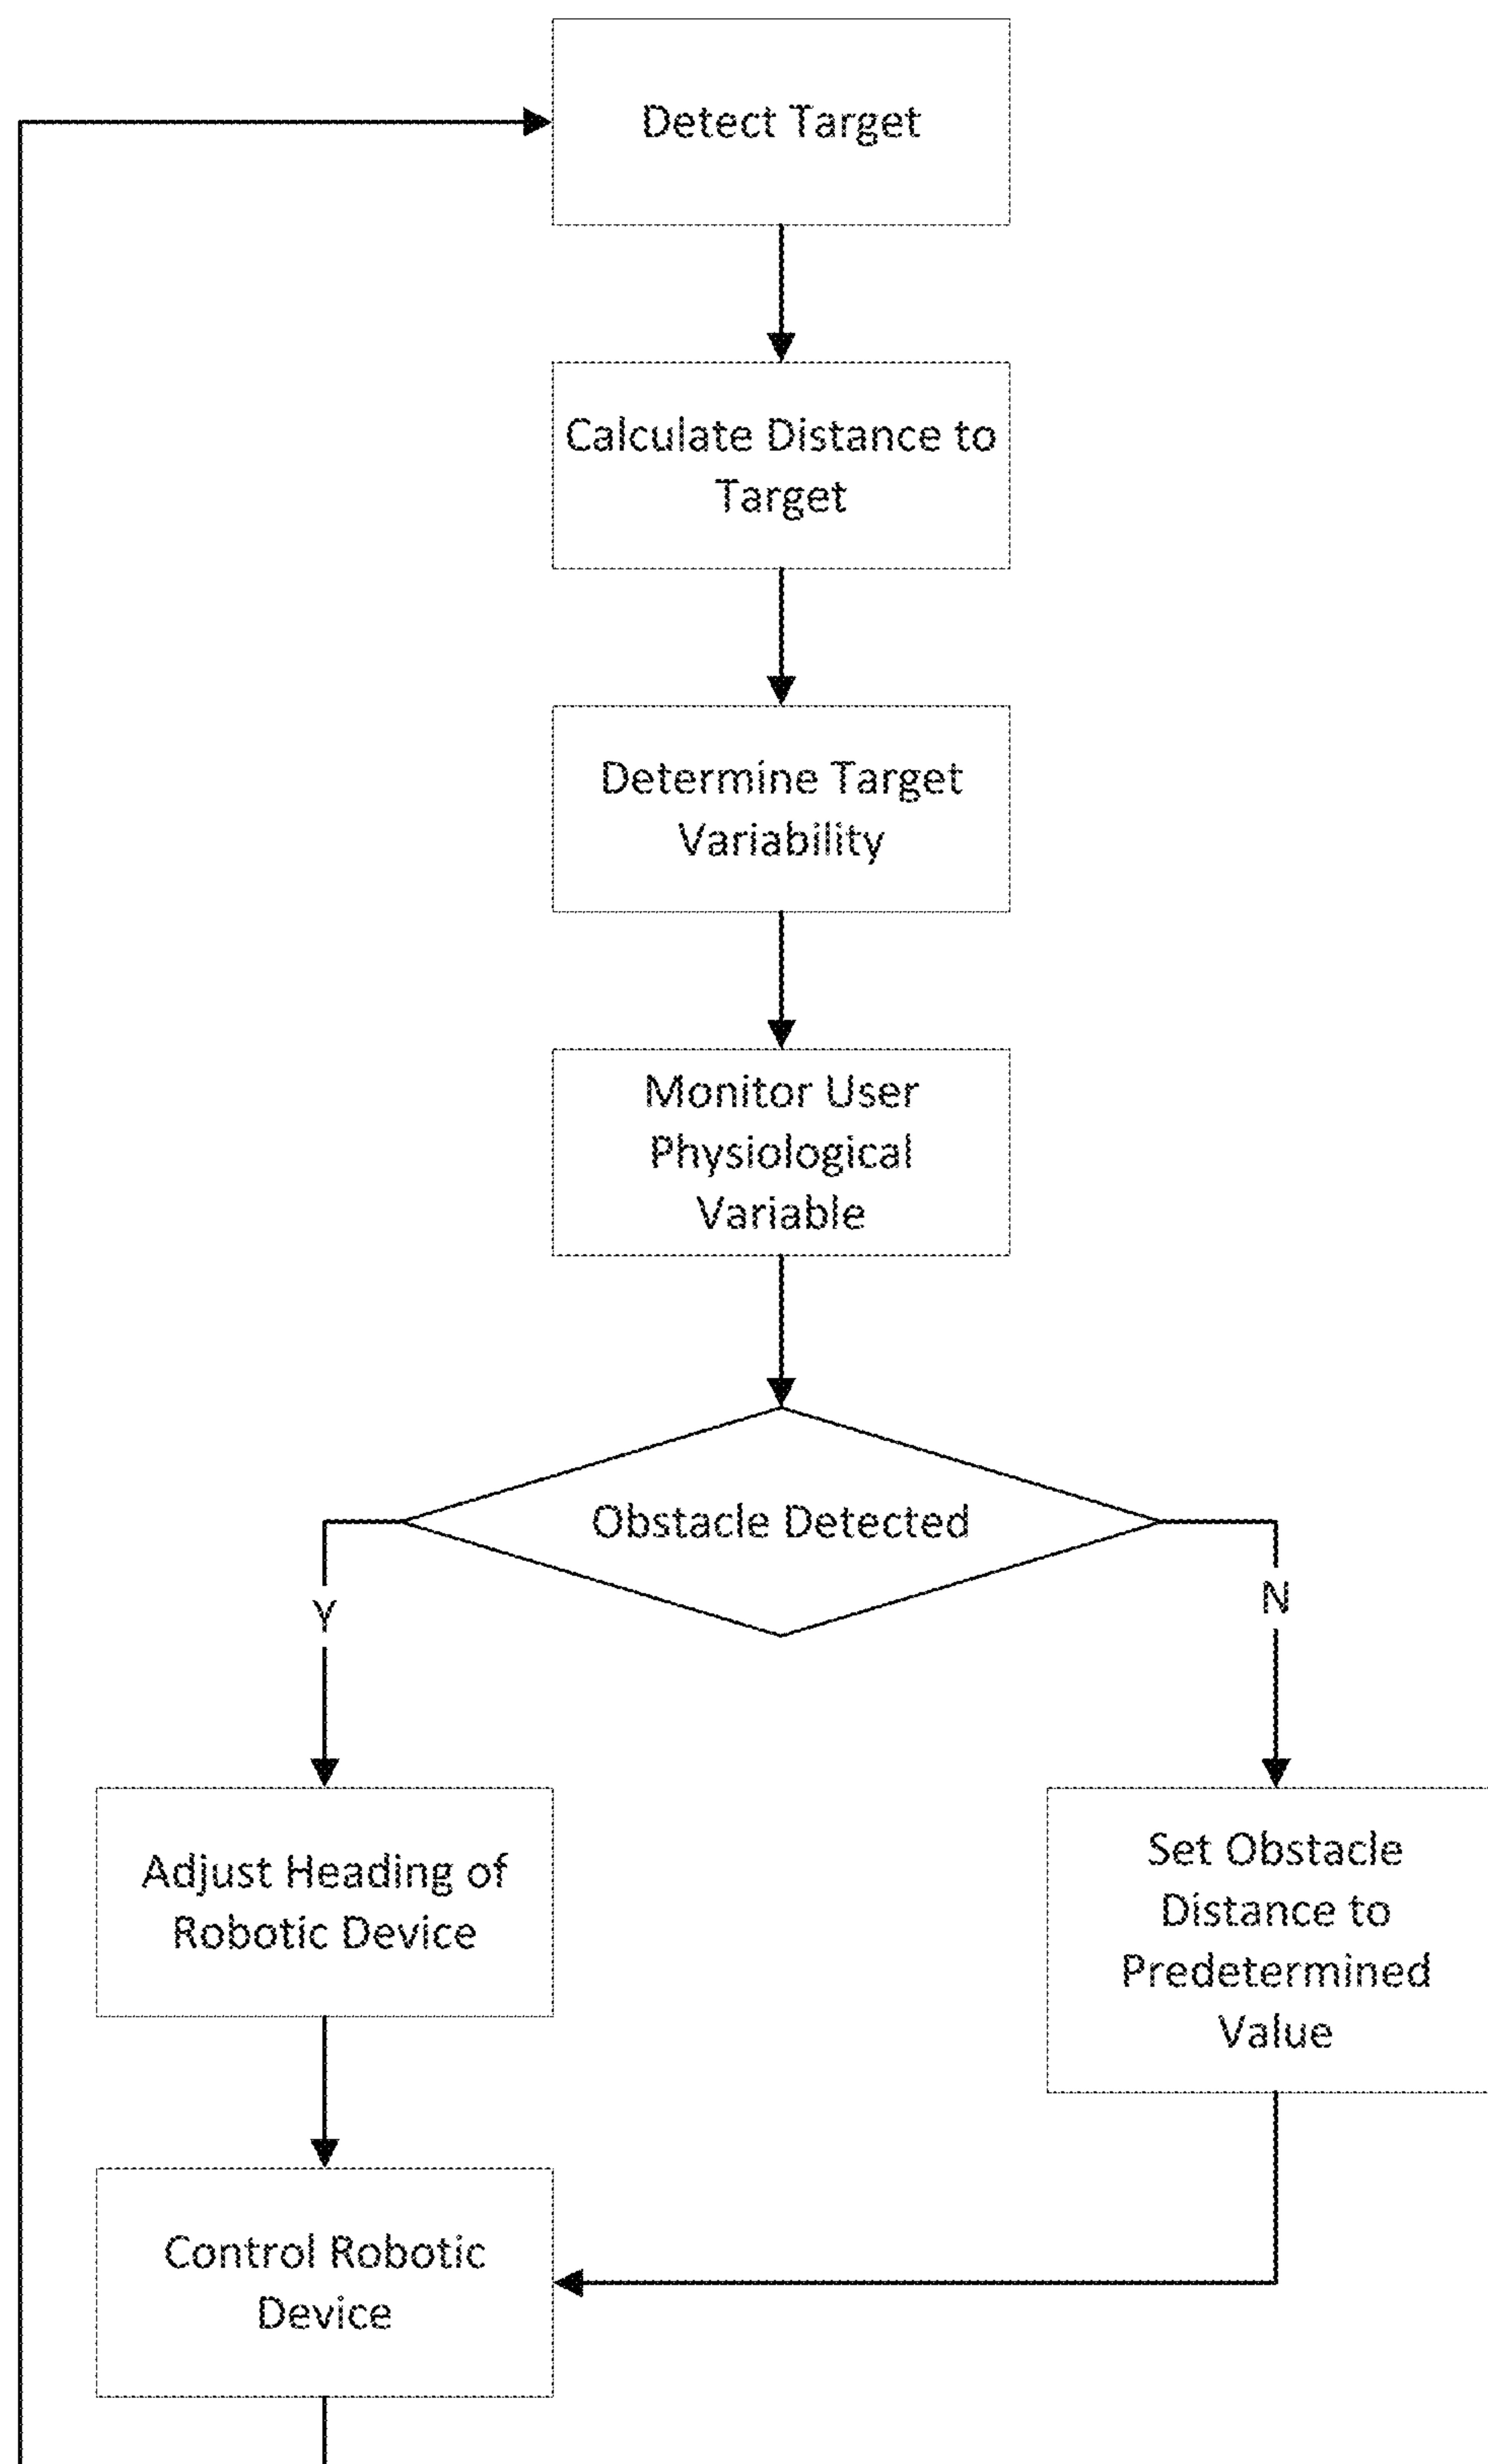 Detect Target
Calculate Distance to
Target
Determine Target
Variability
Monitor User
Physiological
Variable
Obstacle Detected
Y
N
Adjust Heading of
Robotic Device
Set Obstacle
Distance to
Predetermined
Value
Control Robotic
Device